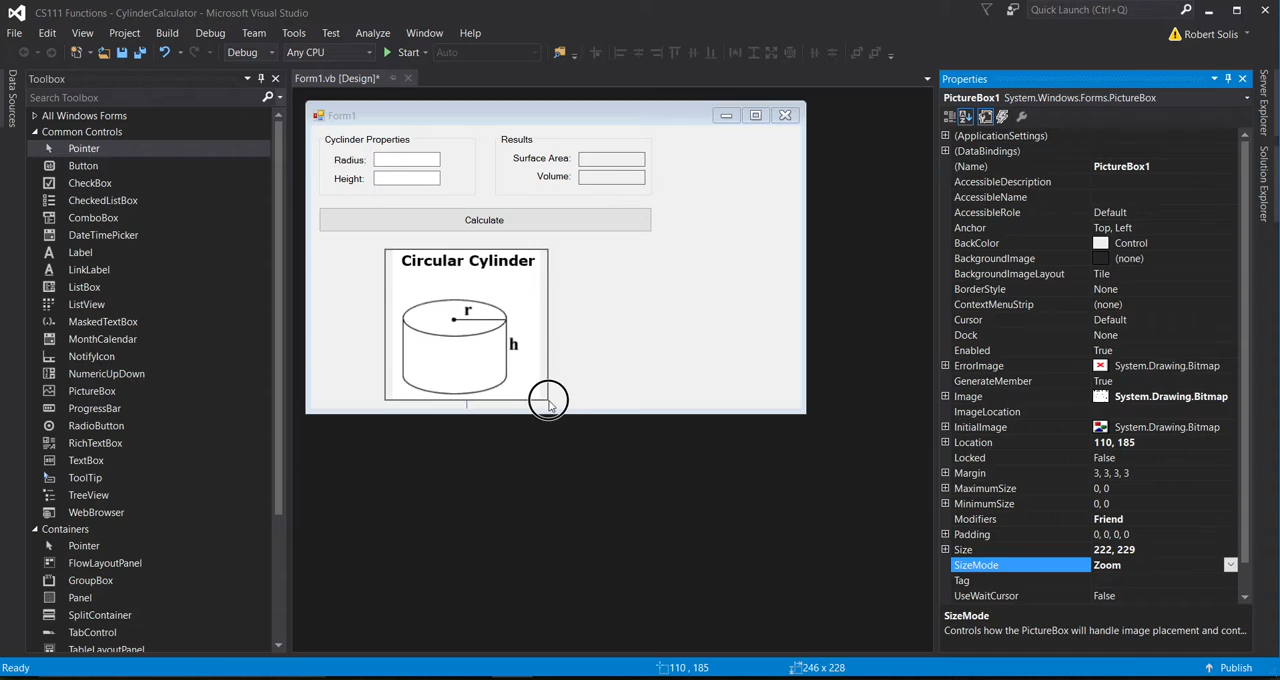 CS111 Functions - CylinderCalculator - Microsoft Visual Studio
Quick Launch (Ctrl+Q)
File Edit View Project Build Debug Team Tools Test Analyze Window Help
Robert Solis
Debug Any CPU Start Auto
Data Sources
Toolbox
Search Toolbox
All Windows Forms
Common Controls
Pointer
Button
CheckBox
CheckedListBox
ComboBox
DateTimePicker
Label
LinkLabel
ListBox
ListView
MaskedTextBox
MonthCalendar
NotifyIcon
NumericUpDown
PictureBox
ProgressBar
RadioButton
RichTextBox
TextBox
ToolTip
TreeView
WebBrowser
Containers
Pointer
FlowLayoutPanel
GroupBox
Panel
SplitContainer
TabControl
TableLayoutPanel
Form1.vb [Design]*
Form1
Cyclinder Properties
Radius:
Height:
Results
Surface Area:
Volume:
Calculate
Circular Cylinder
r
h
Properties
PictureBox1 System.Windows.Forms.PictureBox
(ApplicationSettings)
(DataBindings)
(Name) PictureBox1
AccessibleDescription
AccessibleName
AccessibleRole Default
Anchor Top, Left
BackColor Control
BackgroundImage (none)
BackgroundImageLayout Tile
BorderStyle None
ContextMenuStrip (none)
Cursor Default
Dock None
Enabled True
ErrorImage System.Drawing.Bitmap
GenerateMember True
Image System.Drawing.Bitmap
ImageLocation
InitialImage System.Drawing.Bitmap
Location 110, 185
Locked False
Margin 3, 3, 3, 3
MaximumSize 0, 0
MinimumSize 0, 0
Modifiers Friend
Padding 0, 0, 0, 0
Size 222, 229
SizeMode Zoom
Tag
UseWaitCursor False
SizeMode
Controls how the PictureBox will handle image placement and cont...
Server Explorer
Solution Explorer
Ready
110 , 185
246 x 228
Publish